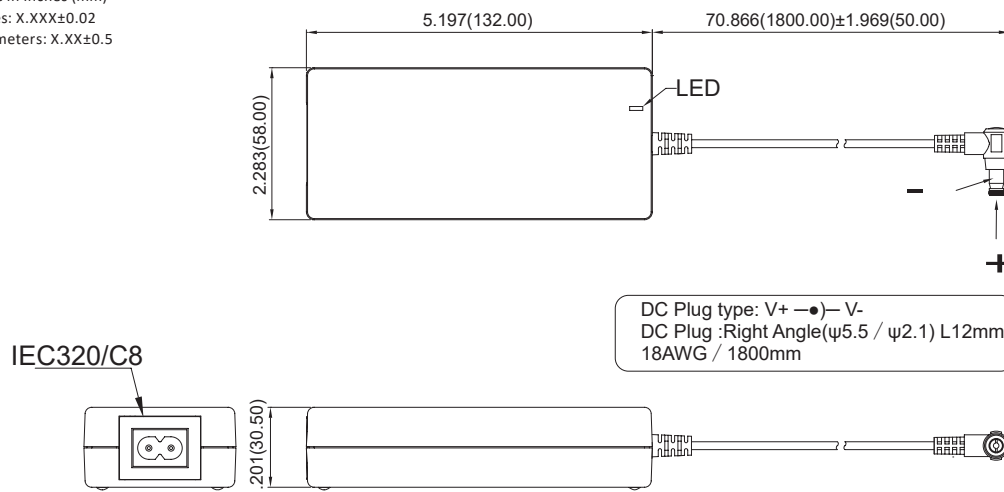 es: X.XXX±0.02
meters: X.XX±0.5
5.197(132.00)
70.866(1800.00)±1.969(50.00)
2.283(58.00)
LED
-
+
DC Plug type: V+ —●)— V-
DC Plug :Right Angle(ψ5.5 / ψ2.1) L12mm
18AWG / 1800mm
IEC320/C8
.201(30.50)